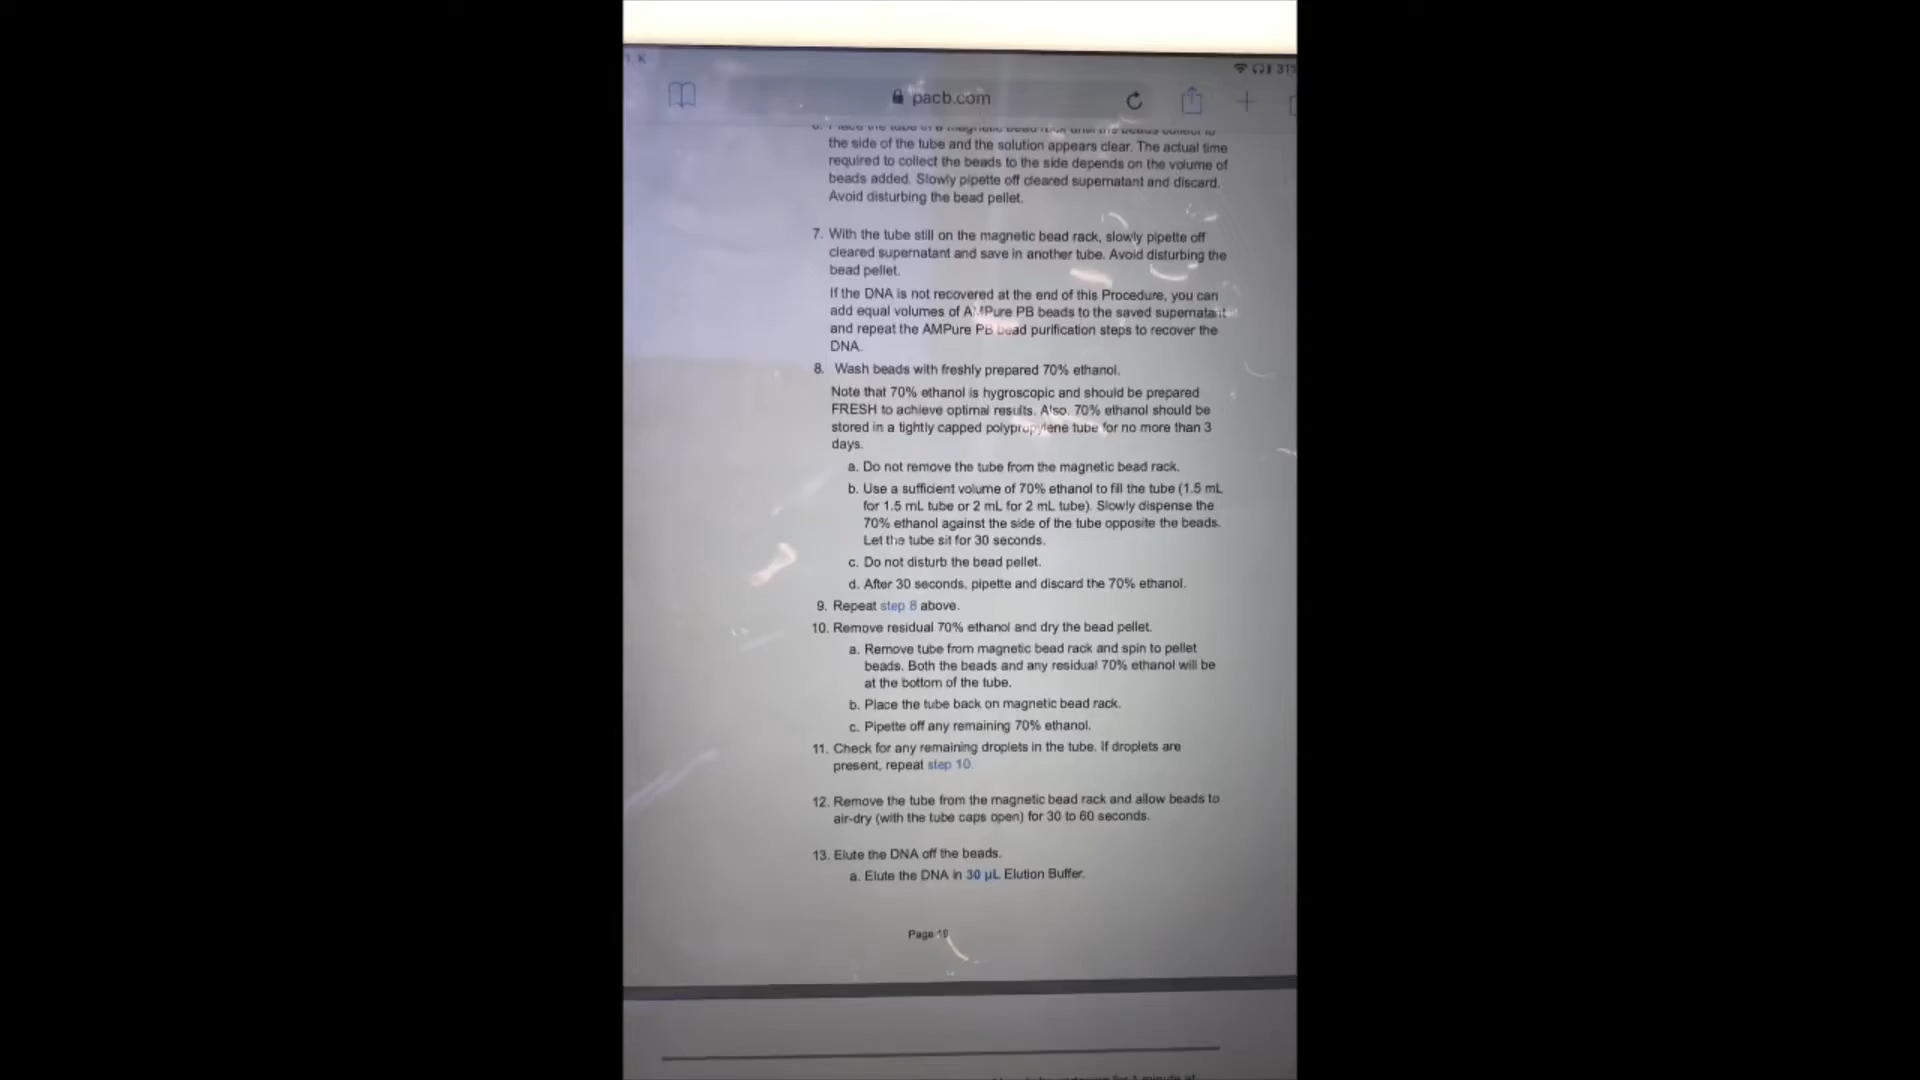 31%
pacb.com
6. Place the tube in a magnetic bead rack until the beads collect to
the side of the tube and the solution appears clear. The actual time
required to collect the beads to the side depends on the volume of
beads added. Slowly pipette off cleared supernatant and discard.
Avoid disturbing the bead pellet.
7. With the tube still on the magnetic bead rack, slowly pipette off
cleared supernatant and save in another tube. Avoid disturbing the
bead pellet.
If the DNA is not recovered at the end of this Procedure, you can
add equal volumes of AMPure PB beads to the saved supernatant
and repeat the AMPure PB bead purification steps to recover the
DNA.
8. Wash beads with freshly prepared 70% ethanol.
Note that 70% ethanol is hygroscopic and should be prepared
FRESH to achieve optimal results. Also, 70% ethanol should be
stored in a tightly capped polypropylene tube for no more than 3
days.
a. Do not remove the tube from the magnetic bead rack.
b. Use a sufficient volume of 70% ethanol to fill the tube (1.5 mL
for 1.5 mL tube or 2 mL for 2 mL tube). Slowly dispense the
70% ethanol against the side of the tube opposite the beads.
Let the tube sit for 30 seconds.
c. Do not disturb the bead pellet.
d. After 30 seconds, pipette and discard the 70% ethanol.
9. Repeat step 8 above.
10. Remove residual 70% ethanol and dry the bead pellet.
a. Remove tube from magnetic bead rack and spin to pellet
beads. Both the beads and any residual 70% ethanol will be
at the bottom of the tube.
b. Place the tube back on magnetic bead rack.
c. Pipette off any remaining 70% ethanol.
11. Check for any remaining droplets in the tube. If droplets are
present, repeat step 10.
12. Remove the tube from the magnetic bead rack and allow beads to
air-dry (with the tube caps open) for 30 to 60 seconds.
13. Elute the DNA off the beads.
a. Elute the DNA in 30 µL Elution Buffer.
Page